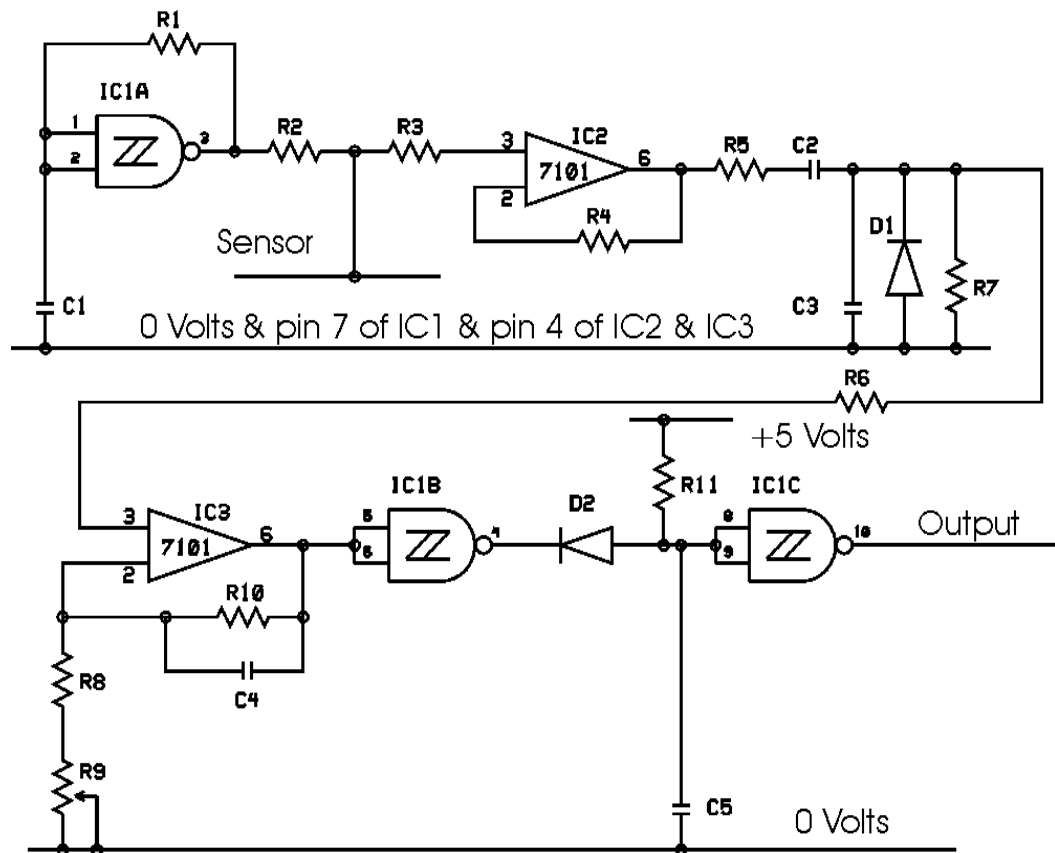 R1
IC1A
1
2
3
R2
R3
3
IC2
7101
6
2
R4
R5
C2
Sensor
D1
C1
C3
R7
0 Volts & pin 7 of IC1 & pin 4 of IC2 & IC3
R6
+5 Volts
R11
IC3
3
7101
6
2
IC1B
5
6
4
D2
IC1C
8
9
10
Output
R10
C4
R8
R9
C5
0 Volts